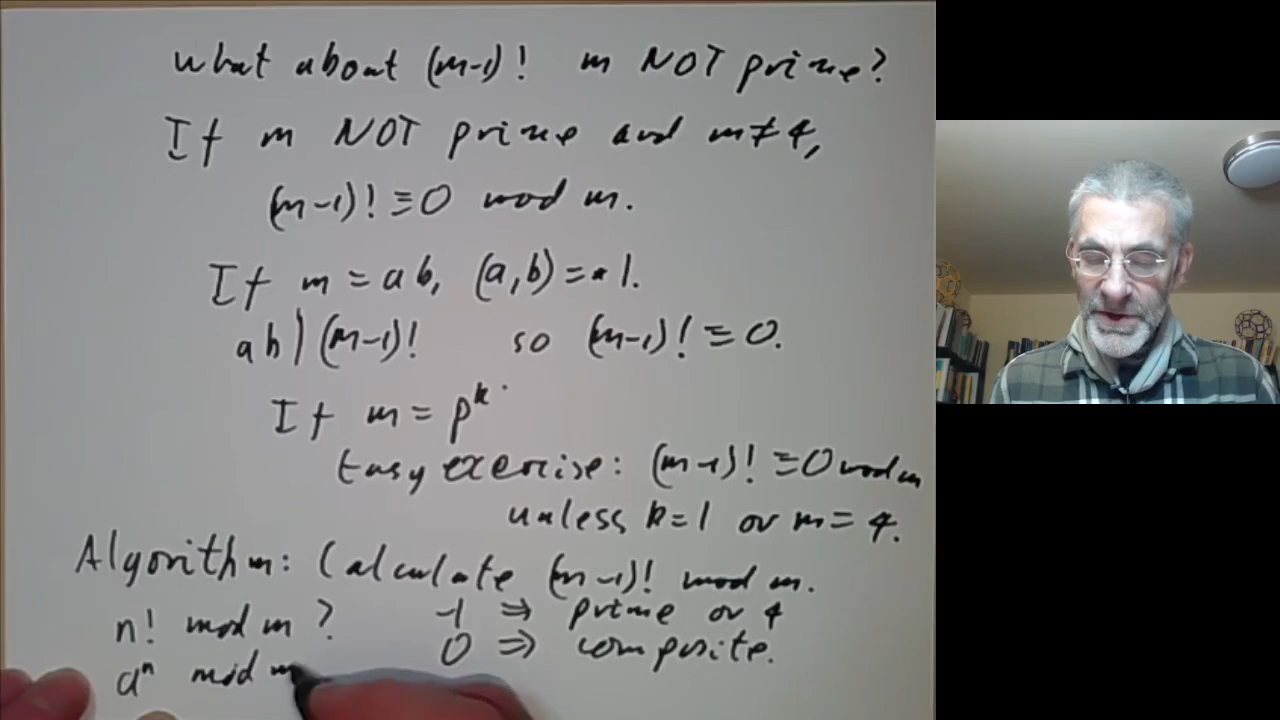 What about (m-1)! m NOT prime?
If m NOT prime and m≠4,
(m-1)! ≡ 0 mod m.
If m = ab, (a,b) = 1.
ab | (m-1)! so (m-1)! ≡ 0.
If m = p^k
Easy exercise: (m-1)! ≡ 0 mod m
unless k=1 or m = 4.
Algorithm: Calculate (m-1)! mod m.
n! mod m? -1 ⇒ prime or 4
0 ⇒ composite.
a^n mod m